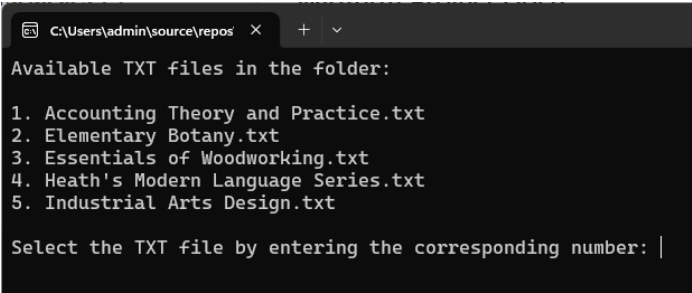 C:\Users\admin\source\repos
Available TXT files in the folder:
1. Accounting Theory and Practice.txt
2. Elementary Botany.txt
3. Essentials of Woodworking.txt
4. Heath's Modern Language Series.txt
5. Industrial Arts Design.txt
Select the TXT file by entering the corresponding number: